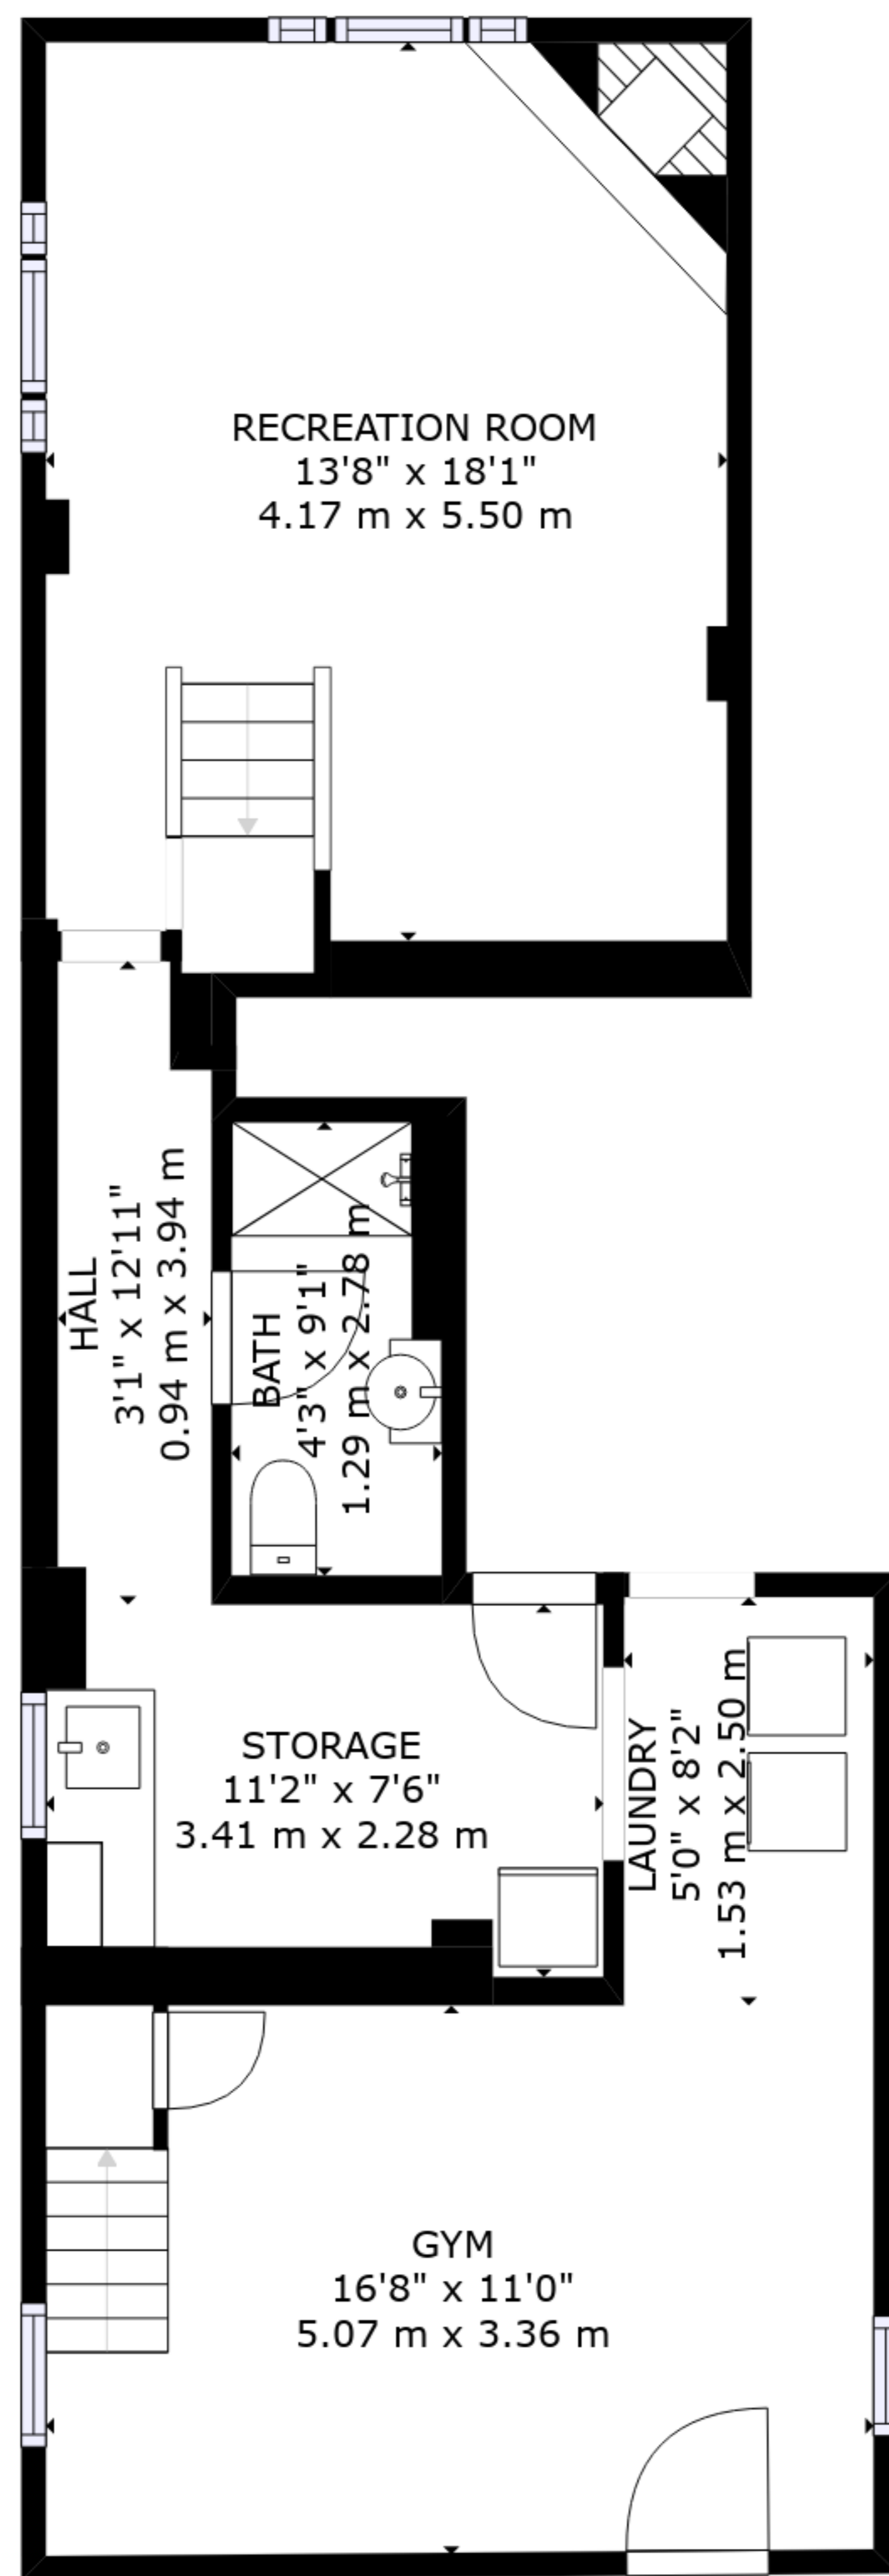 RECREATION ROOM
13'8" x 18'1"
4.17 m x 5.50 m
HALL
3'1" x 12'11"
0.94 m x 3.94 m
BATH
4'3" x 9'1"
1.29 m x 2.78 m
STORAGE
11'2" x 7'6"
3.41 m x 2.28 m
LAUNDRY
5'0" x 8'2"
1.53 m x 2.50 m
GYM
16'8" x 11'0"
5.07 m x 3.36 m